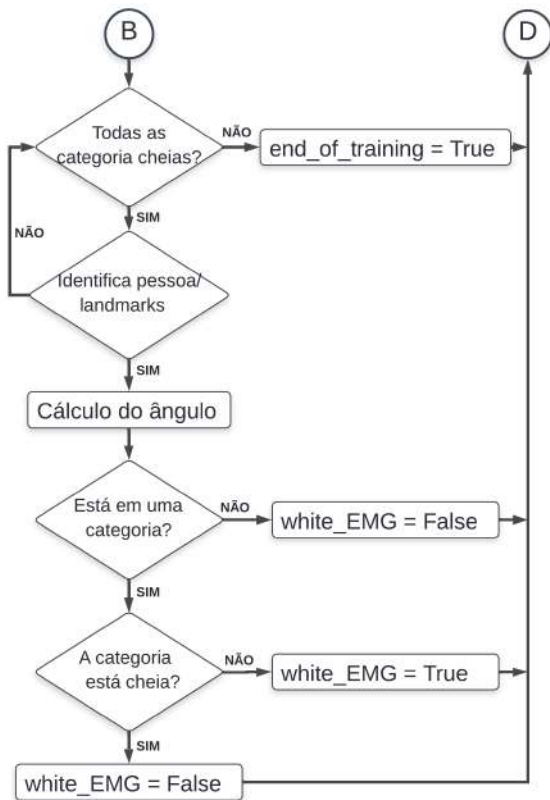 B
D
Todas as
categoria cheias?
NÃO
end_of_training = True
SIM
NÃO
Identifica pessoa/
landmarks
SIM
Cálculo do ângulo
Está em uma
categoria?
NÃO
white_EMG = False
SIM
A categoria
está cheia?
NÃO
white_EMG = True
SIM
white_EMG = False